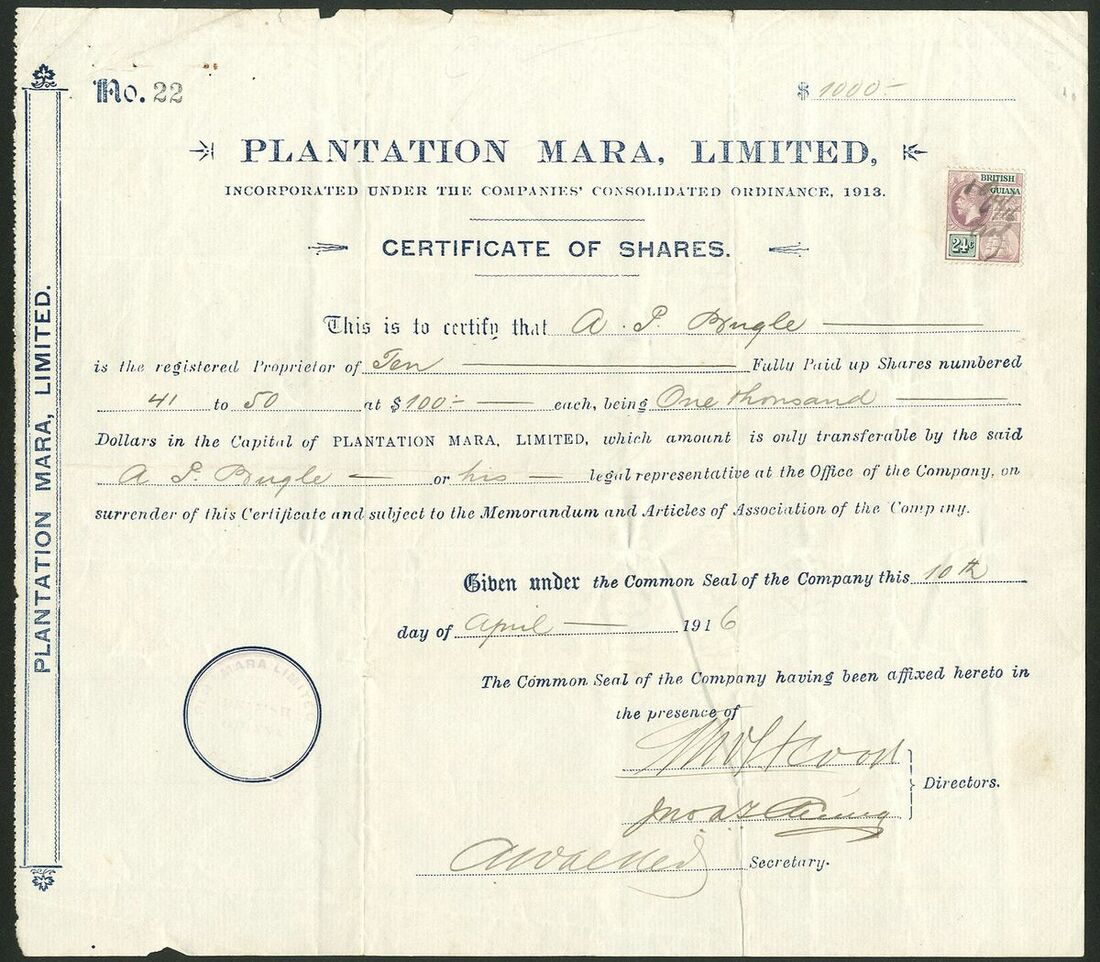 No. 22
$ 1000-
PLANTATION MARA, LIMITED,
INCORPORATED UNDER THE COMPANIES' CONSOLIDATED ORDINANCE, 1913.
BRITISH
GUIANA
24c
CERTIFICATE OF SHARES.
This is to certify that A. P. Bugle
is the registered Proprietor of Ten Fully Paid up Shares numbered
41 to 50 at $100:- each, being One thousand
Dollars in the Capital of PLANTATION MARA, LIMITED, which amount is only transferable by the said
A P. Bugle or his legal representative at the Office of the Company, on
surrender of this Certificate and subject to the Memorandum and Articles of Association of the Company.
Given under the Common Seal of the Company this 10th
day of April 1916
The Common Seal of the Company having been affixed hereto in
the presence of
Directors.
Secretary.
MARA LIMITED
PLANTATION MARA, LIMITED.